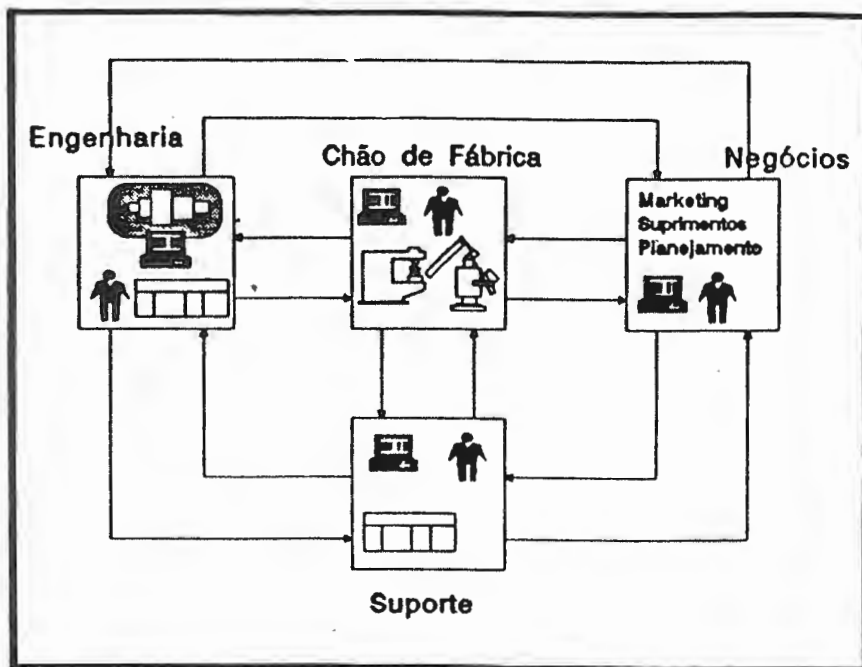 Engenharia
Chão de Fábrica
Negócios
Marketing
Suprimentos
Planejamento
Suporte